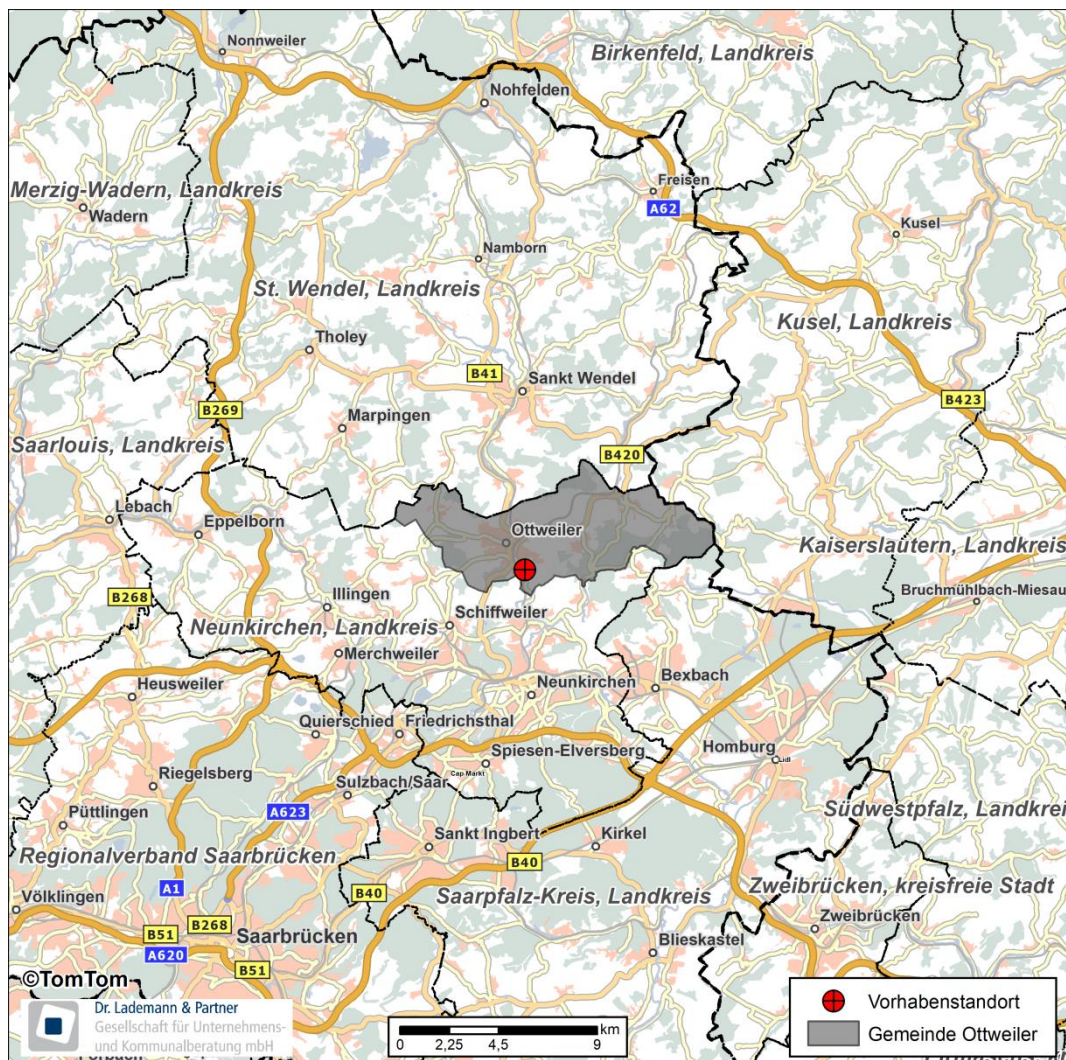 Nonnweiler
Birkenfeld, Landkreis
Nohfelden
Merzig-Wadern, Landkreis
Wadern
Freisen
A62
Kusel
Namborn
St. Wendel, Landkreis
Kusel, Landkreis
Tholey
B41
Sankt Wendel
B423
B269
Marpingen
Saarlouis, Landkreis
B420
Lebach
Eppelborn
Ottweiler
Kaiserslautern, Landkreis
Bruchmühlbach-Miesau
B268
Illingen
Schiffweiler
Neunkirchen, Landkreis
Merchweiler
Heusweiler
Neunkirchen
Bexbach
Quierschied
Friedrichsthal
Spiesen-Elversberg
Cap Markt
Homburg
Lidl
Riegelsberg
Sulzbach/Saar
Püttlingen
A623
Südwestpfalz, Landkrei
Sankt Ingbert
Kirkel
Regionalverband Saarbrücken
B40
A1
B40
Saarpfalz-Kreis, Landkreis
Zweibrücken, kreisfreie Stadt
Völklingen
B268
Zweibrücken
B51
Saarbrücken
A620
B51
Blieskastel
©TomTom
Dr. Lademann & Partner
Gesellschaft für Unternehmens-
und Kommunalberatung mbH
km
0 2,25 4,5 9
Vorhabenstandort
Gemeinde Ottweiler